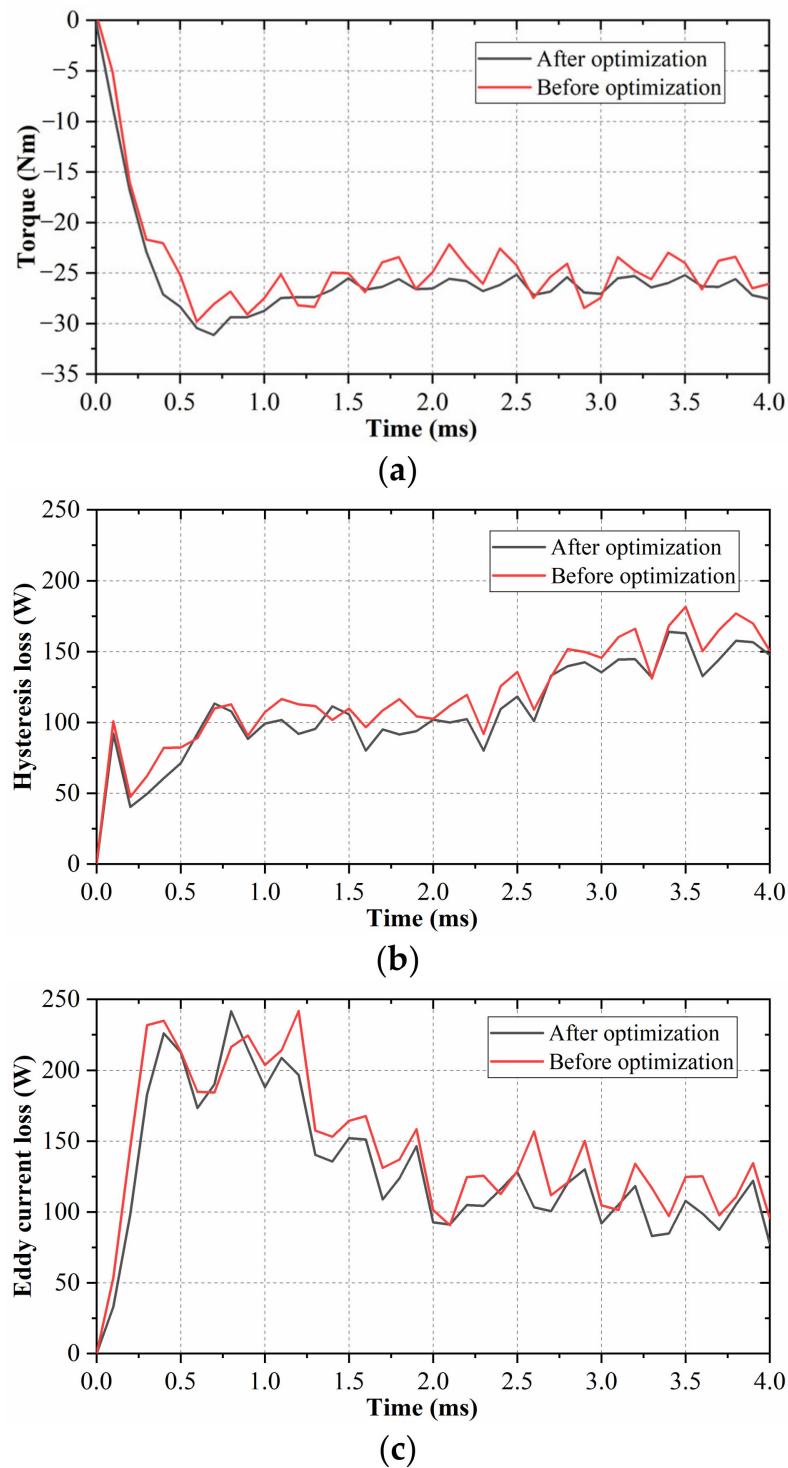 0
−5
−10
−15
−20
−25
−30
−35
Torque (Nm)
After optimization
Before optimization
0.0 0.5 1.0 1.5 2.0 2.5 3.0 3.5 4.0
Time (ms)
(a)
250
200
150
100
50
0
Hysteresis loss (W)
After optimization
Before optimization
0.0 0.5 1.0 1.5 2.0 2.5 3.0 3.5 4.0
Time (ms)
(b)
250
200
150
100
50
0
Eddy current loss (W)
After optimization
Before optimization
0.0 0.5 1.0 1.5 2.0 2.5 3.0 3.5 4.0
Time (ms)
(c)